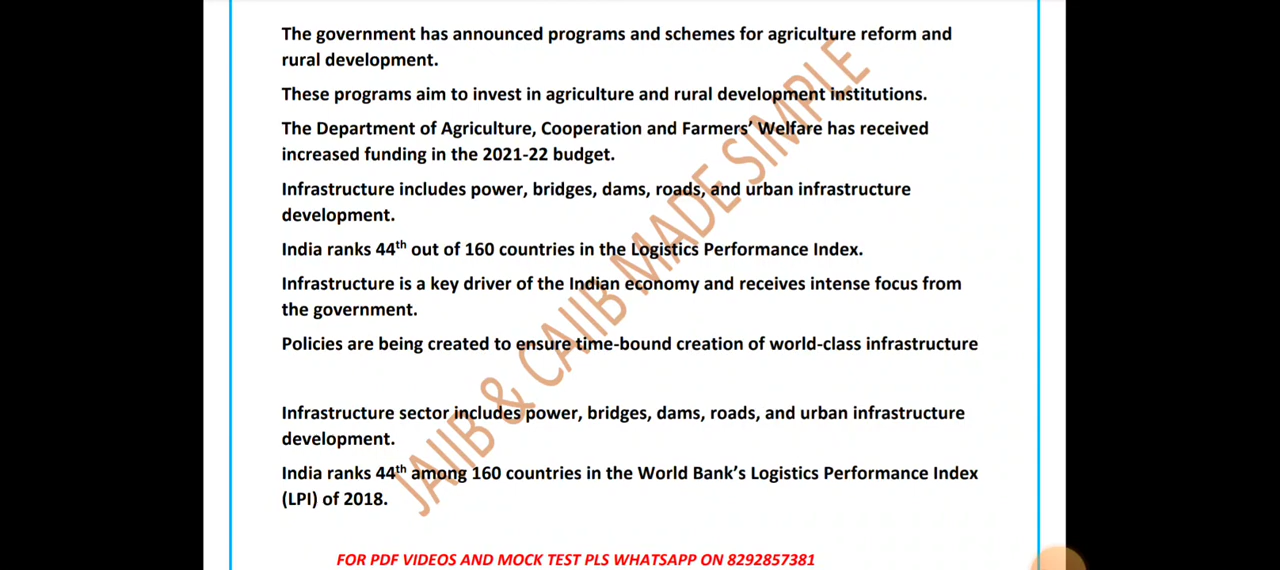 The government has announced programs and schemes for agriculture reform and
rural development.
These programs aim to invest in agriculture and rural development institutions.
The Department of Agriculture, Cooperation and Farmers’ Welfare has received
increased funding in the 2021-22 budget.
Infrastructure includes power, bridges, dams, roads, and urban infrastructure
development.
India ranks 44th out of 160 countries in the Logistics Performance Index.
Infrastructure is a key driver of the Indian economy and receives intense focus from
the government.
Policies are being created to ensure time-bound creation of world-class infrastructure
Infrastructure sector includes power, bridges, dams, roads, and urban infrastructure
development.
India ranks 44th among 160 countries in the World Bank’s Logistics Performance Index
(LPI) of 2018.
JAIIB & CAIIB MADE SIMPLE
FOR PDF VIDEOS AND MOCK TEST PLS WHATSAPP ON 8292857381